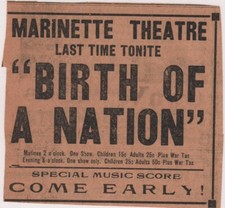 MARINETTE THEATRE
LAST TIME TONITE
"BIRTH OF
A NATION"
Matinee 2 o'clock. One Show. Children 15c Adults 25c Plus War Tax
Evening 8 o'clock. One show only. Children 25c Adults 50c Plus War Tax
SPECIAL MUSIC SCORE
COME EARLY!